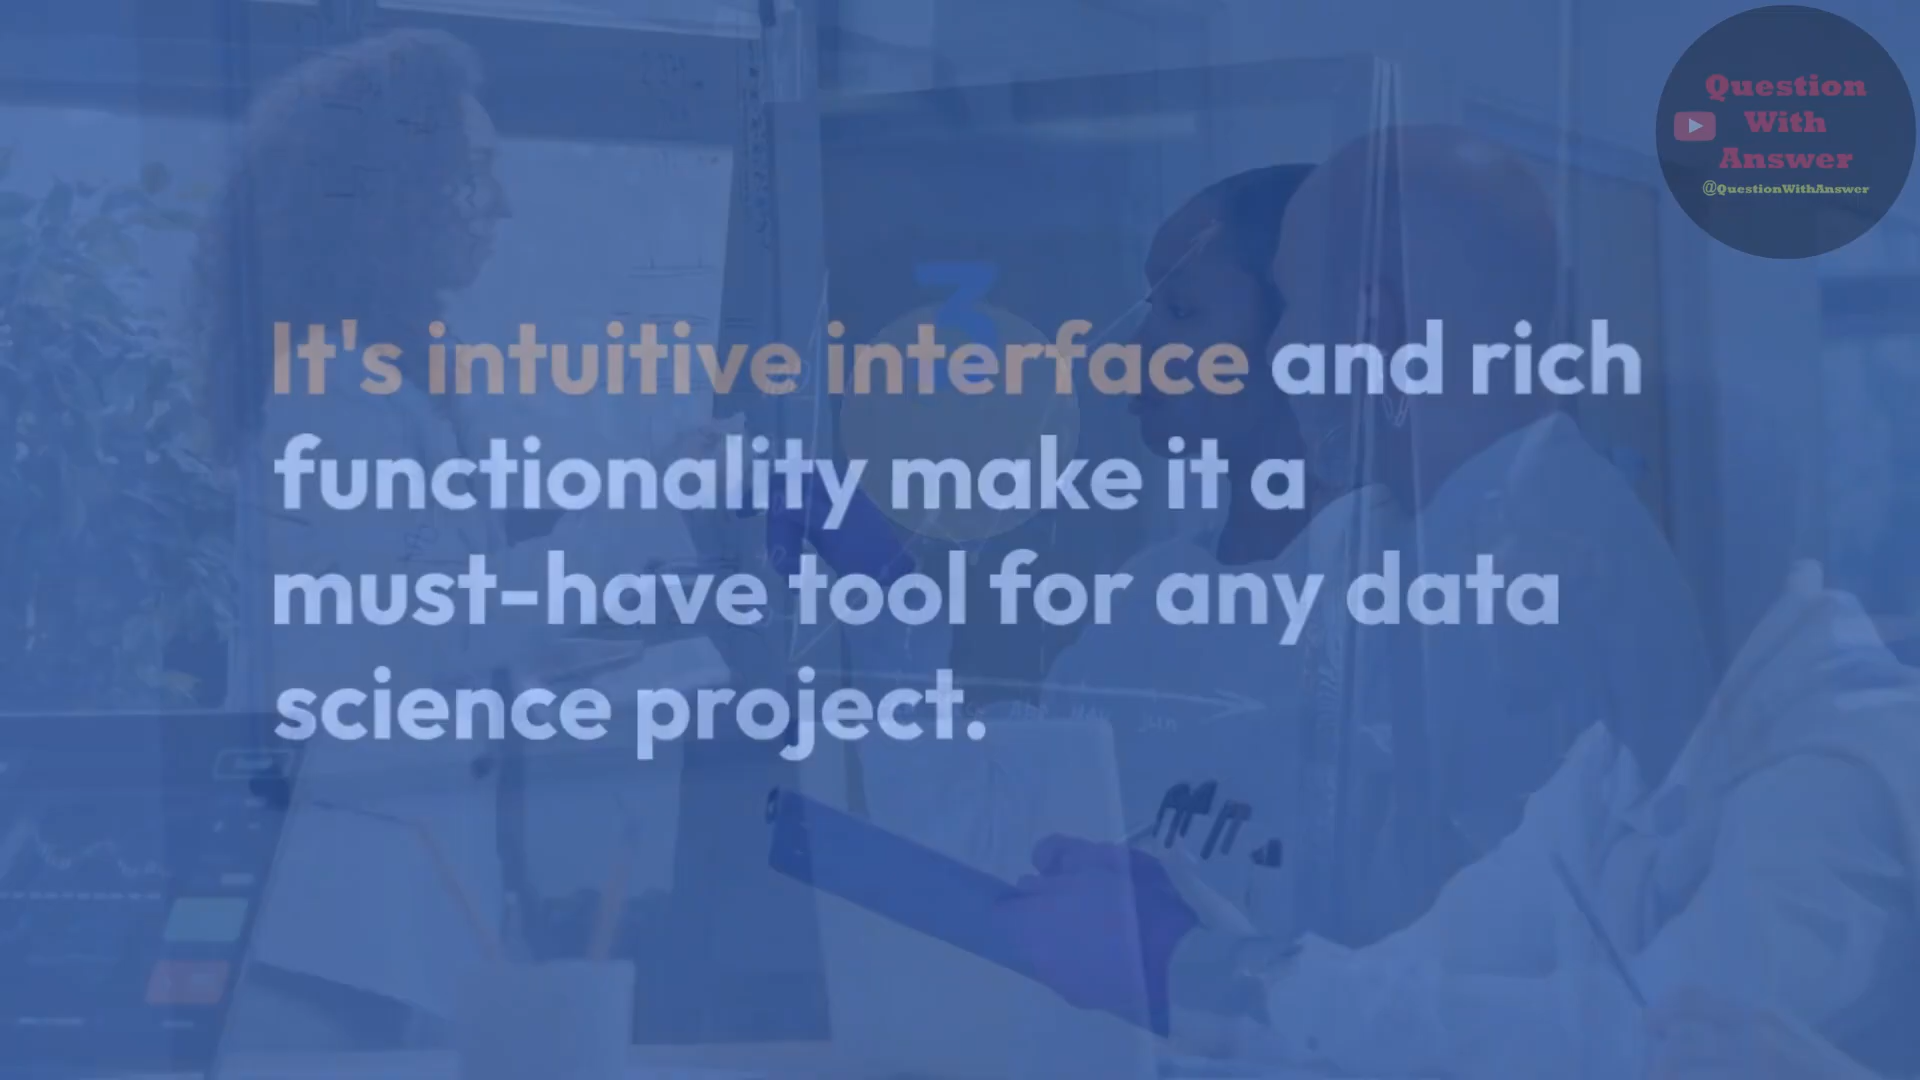 Question
With
Answer
@QuestionWithAnswer
3
It's intuitive interface and rich
functionality make it a
must-have tool for any data
science project.